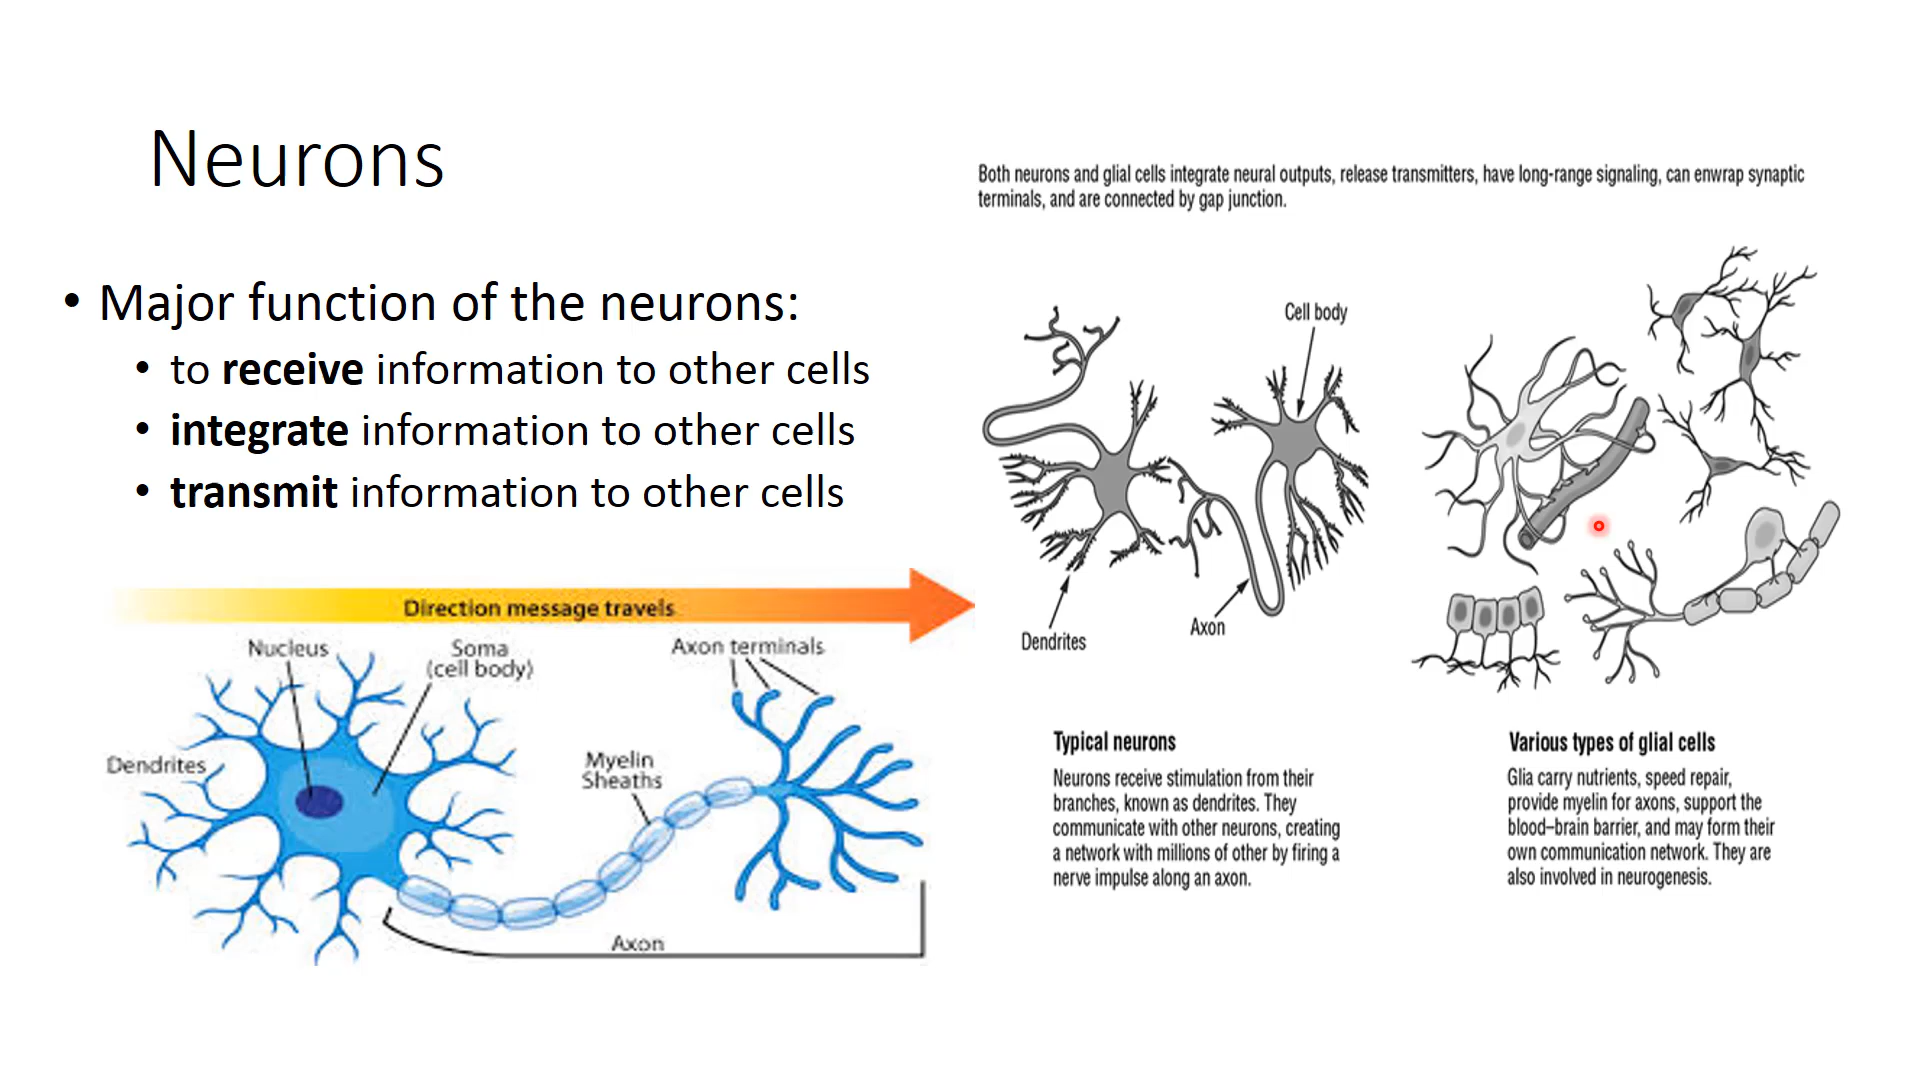 Neurons
• Major function of the neurons:
• to receive information to other cells
• integrate information to other cells
• transmit information to other cells
Direction message travels
Nucleus
Soma
(cell body)
Axon terminals
Dendrites
Myelin
Sheaths
Axon
Both neurons and glial cells integrate neural outputs, release transmitters, have long-range signaling, can enwrap synaptic
terminals, and are connected by gap junction.
Cell body
Dendrites
Axon
Typical neurons
Neurons receive stimulation from their
branches, known as dendrites. They
communicate with other neurons, creating
a network with millions of other by firing a
nerve impulse along an axon.
Various types of glial cells
Glia carry nutrients, speed repair,
provide myelin for axons, support the
blood–brain barrier, and may form their
own communication network. They are
also involved in neurogenesis.